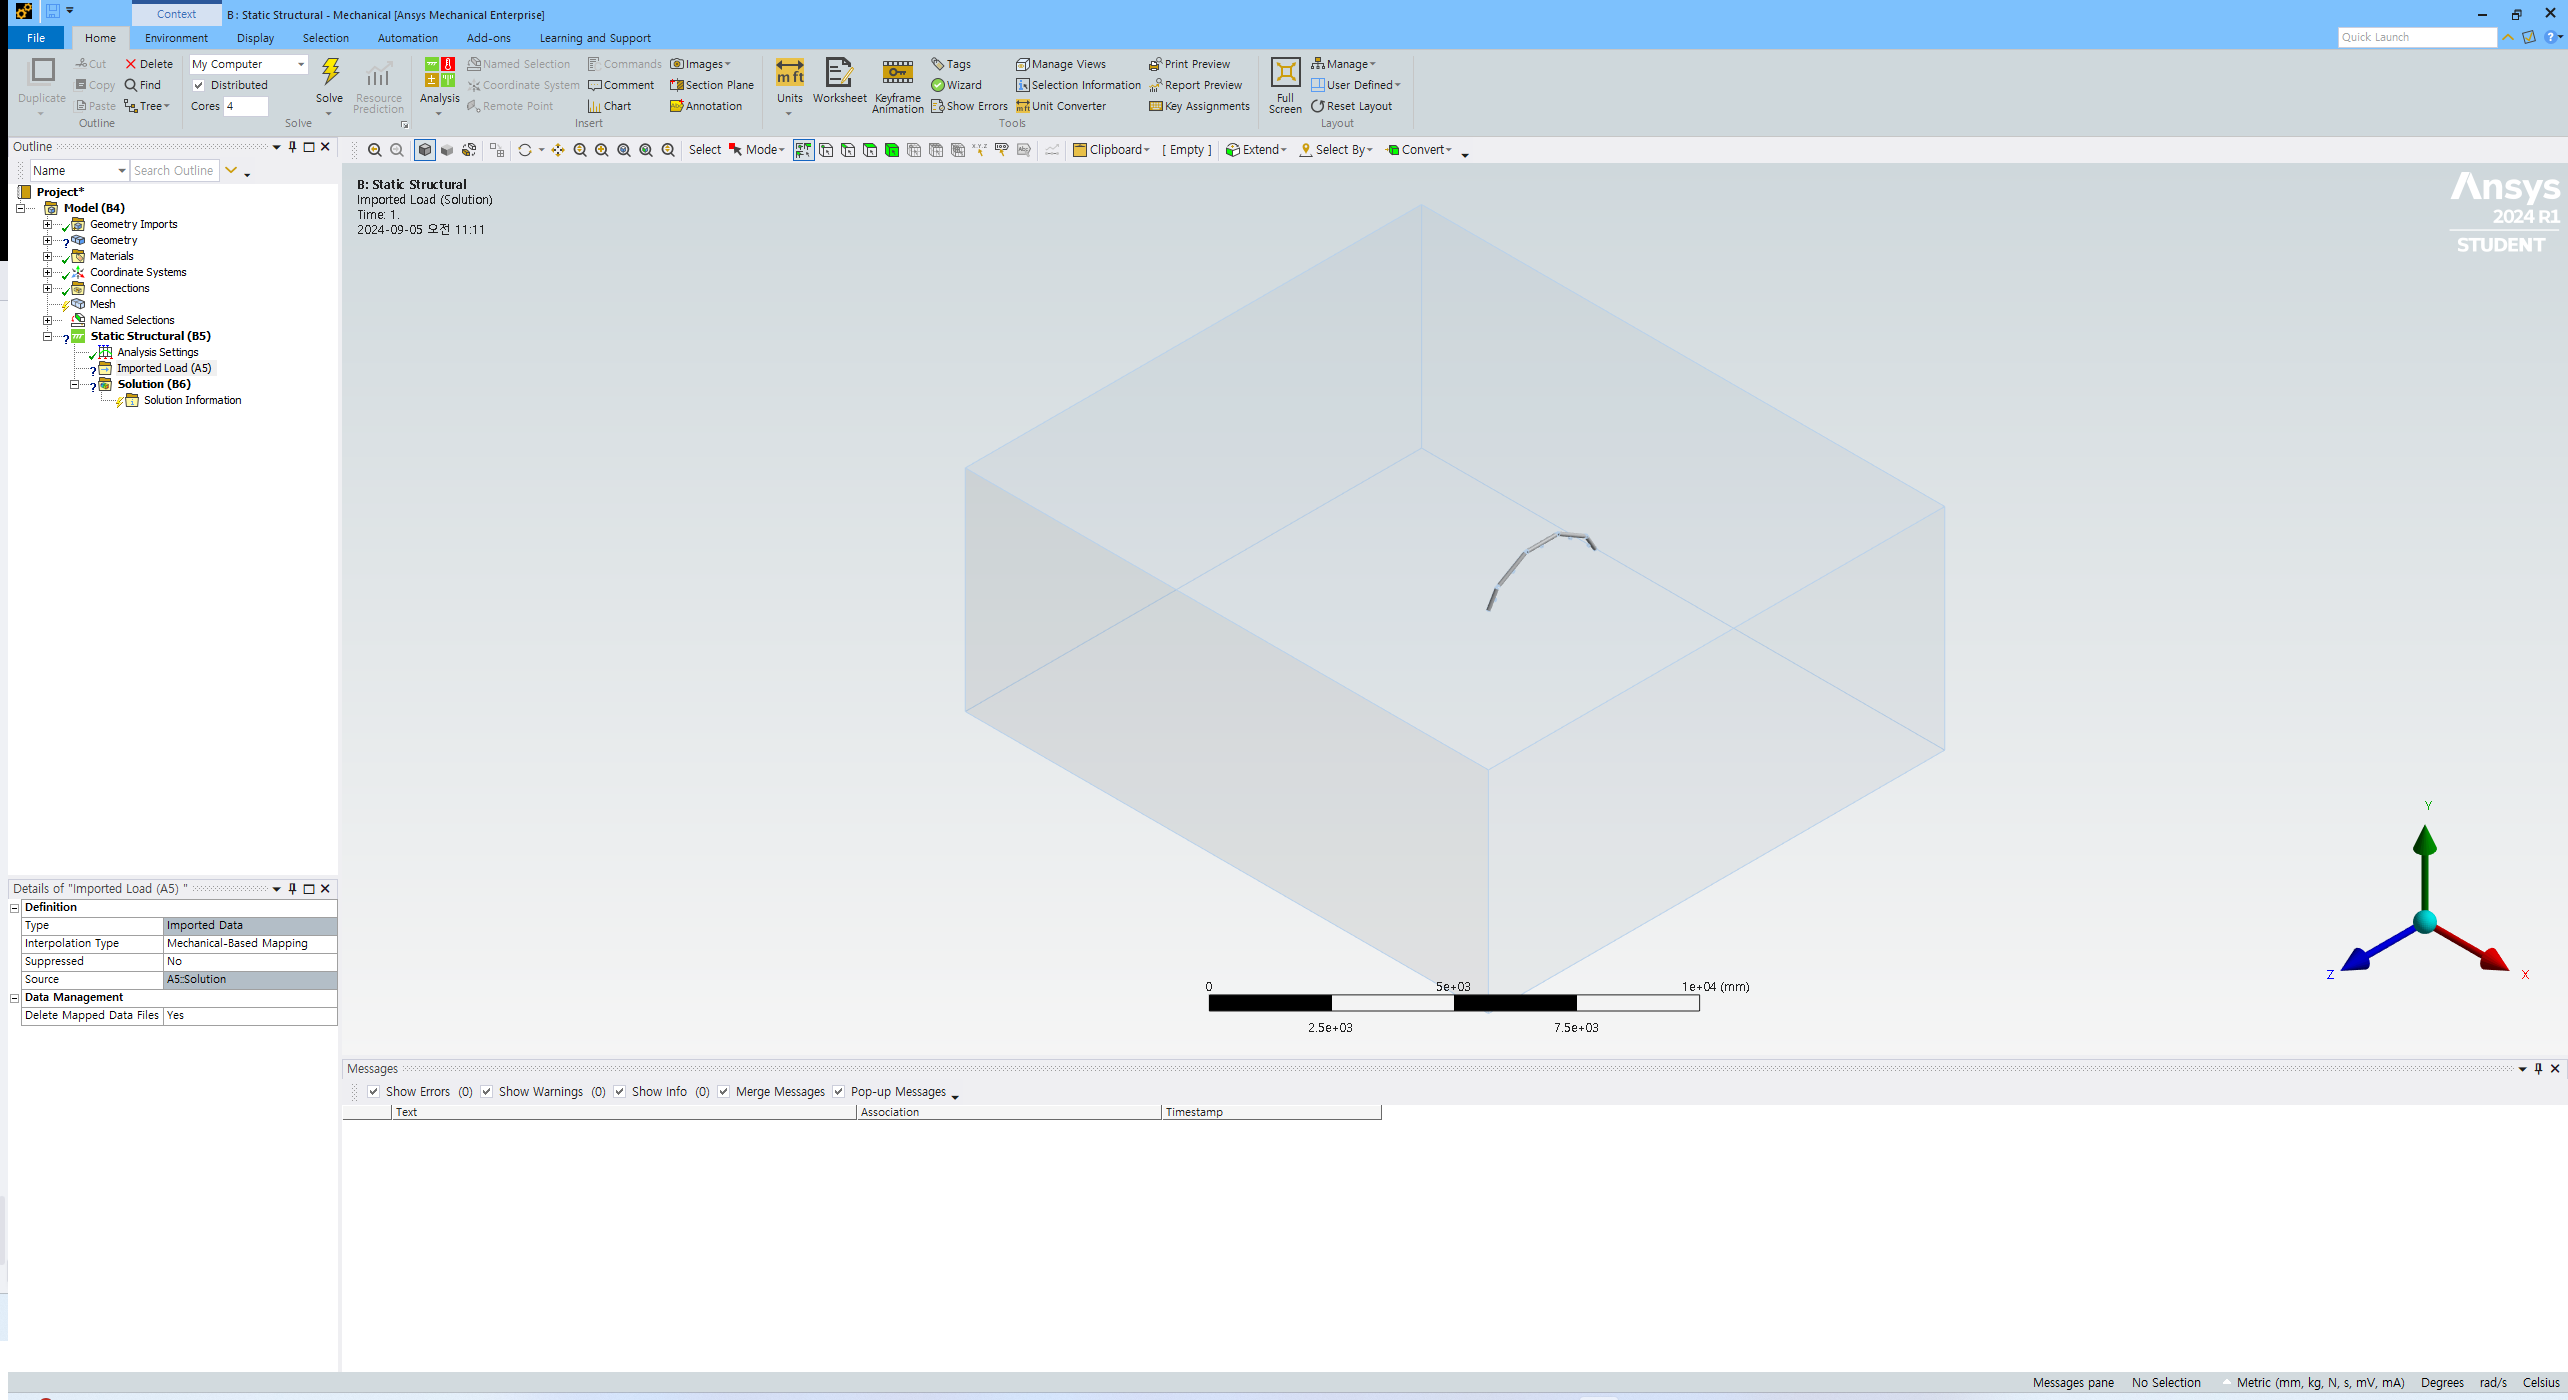 Context
B: Static Structural - Mechanical [Ansys Mechanical Enterprise]
File Home Environment Display Selection Automation Add-ons Learning and Support
Quick Launch
Duplicate
Cut
Copy
Paste
Delete
Find
Tree
Outline
My Computer
Distributed
Cores 4
Solve
Resource Prediction
Solve
Analysis
Named Selection
Coordinate System
Remote Point
Commands
Comment
Chart
Images
Section Plane
Annotation
Insert
Units
Worksheet
Keyframe Animation
Tags
Wizard
Show Errors
Manage Views
Selection Information
Unit Converter
Print Preview
Report Preview
Key Assignments
Tools
Full Screen
Manage
User Defined
Reset Layout
Layout
Outline
Name Search Outline
Select Mode Clipboard [ Empty ] Extend Select By Convert
Project*
Model (B4)
Geometry Imports
Geometry
Materials
Coordinate Systems
Connections
Mesh
Named Selections
Static Structural (B5)
Analysis Settings
Imported Load (A5)
Solution (B6)
Solution Information
B: Static Structural
Imported Load (Solution)
Time: 1.
2024-09-05 오전 11:11
Ansys
2024 R1
STUDENT
Y
Z
X
0 5e+03 1e+04 (mm)
2.5e+03 7.5e+03
Details of "Imported Load (A5) "
Definition
Type Imported Data
Interpolation Type Mechanical-Based Mapping
Suppressed No
Source A5::Solution
Data Management
Delete Mapped Data Files Yes
Messages
Show Errors (0) Show Warnings (0) Show Info (0) Merge Messages Pop-up Messages
Text Association Timestamp
Messages pane No Selection Metric (mm, kg, N, s, mV, mA) Degrees rad/s Celsius